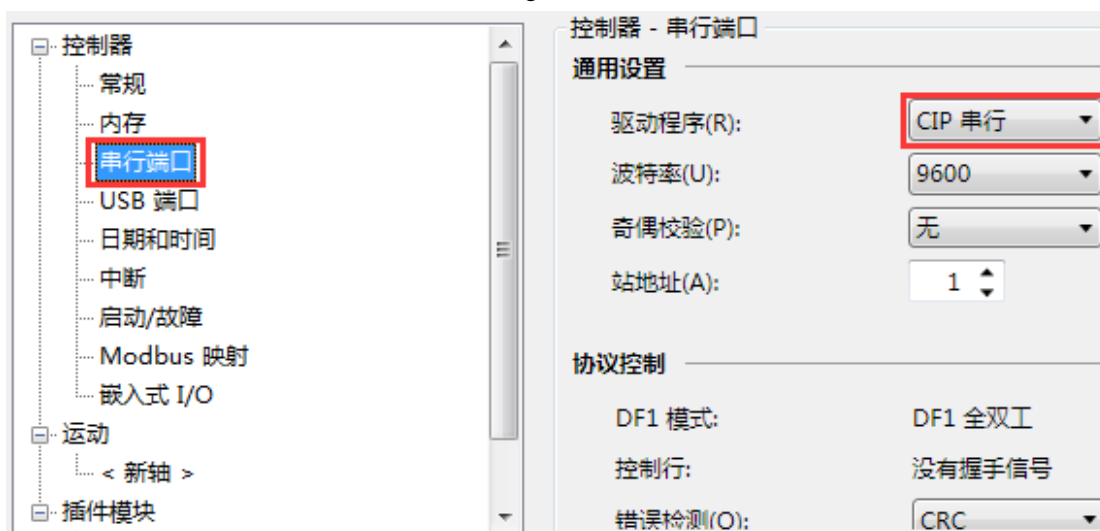 控制器
常规
内存
串行端口
USB 端口
日期和时间
中断
启动/故障
Modbus 映射
嵌入式 I/O
运动
< 新轴 >
插件模块
控制器 - 串行端口
通用设置
驱动程序(R): CIP 串行
波特率(U): 9600
奇偶校验(P): 无
站地址(A): 1
协议控制
DF1 模式: DF1 全双工
控制行: 没有握手信号
错误检测(O): CRC